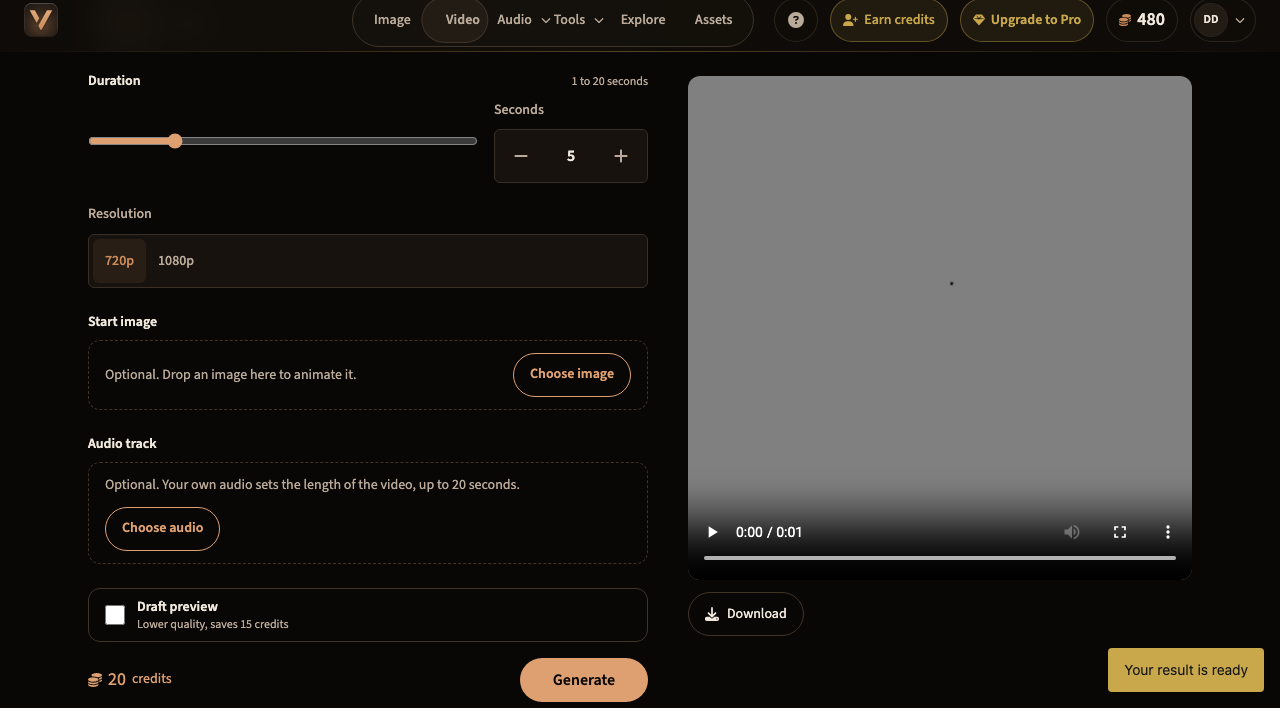 Image Video Audio Tools Explore Assets ? Earn credits Upgrade to Pro 480 DD
Duration 1 to 20 seconds
Seconds
5
Resolution
720p 1080p
Start image
Optional. Drop an image here to animate it. Choose image
Audio track
Optional. Your own audio sets the length of the video, up to 20 seconds.
Choose audio
Draft preview
Lower quality, saves 15 credits
20 credits Generate
0:00 / 0:01
Download
Your result is ready